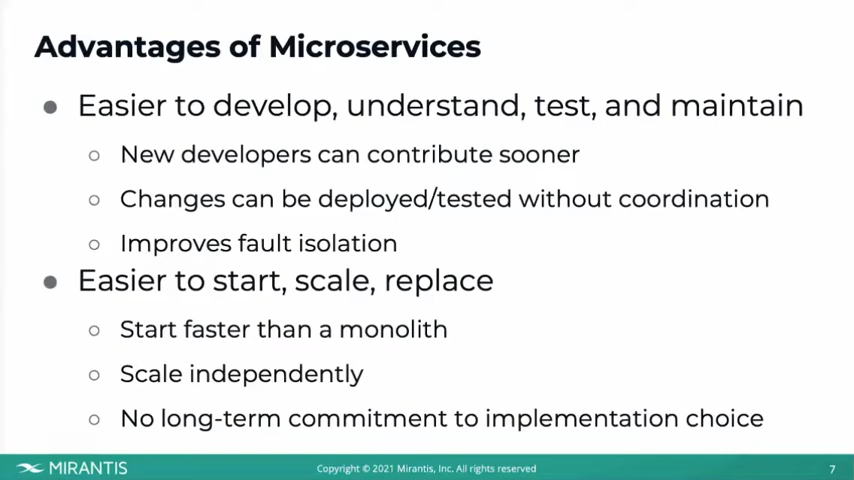 Advantages of Microservices
● Easier to develop, understand, test, and maintain
○ New developers can contribute sooner
○ Changes can be deployed/tested without coordination
○ Improves fault isolation
● Easier to start, scale, replace
○ Start faster than a monolith
○ Scale independently
○ No long-term commitment to implementation choice
MIRANTIS
Copyright © 2021 Mirantis, Inc. All rights reserved
7